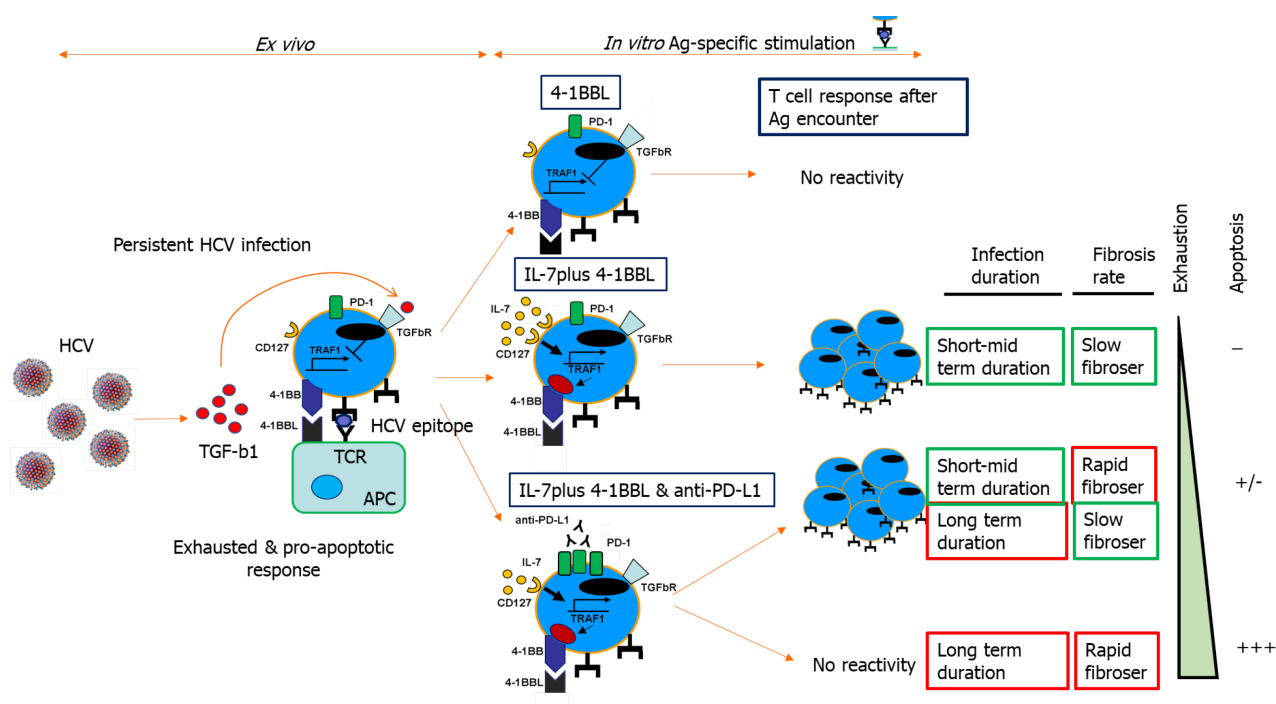 Ex vivo
In vitro Ag-specific stimulation
4-1BBL
PD-1
TGFbR
TRAF1
4-1BB
T cell response after
Ag encounter
No reactivity
Persistent HCV infection
IL-7plus 4-1BBL
Infection
duration
Fibrosis
rate
Exhaustion
Apoptosis
HCV
TGF-b1
PD-1
TGFbR
CD127
TRAF1
4-1BB
4-1BBL
HCV epitope
TCR
APC
Exhausted & pro-apoptotic
response
IL-7
PD-1
TGFbR
CD127
TRAF1
4-1BB
4-1BBL
Short-mid
term duration
Slow
fibroser
–
IL-7plus 4-1BBL & anti-PD-L1
anti-PD-L1
PD-1
IL-7
TGFbR
CD127
TRAF1
4-1BB
4-1BBL
Short-mid
term duration
Rapid
fibroser
+/-
Long term
duration
Slow
fibroser
No reactivity
Long term
duration
Rapid
fibroser
+++